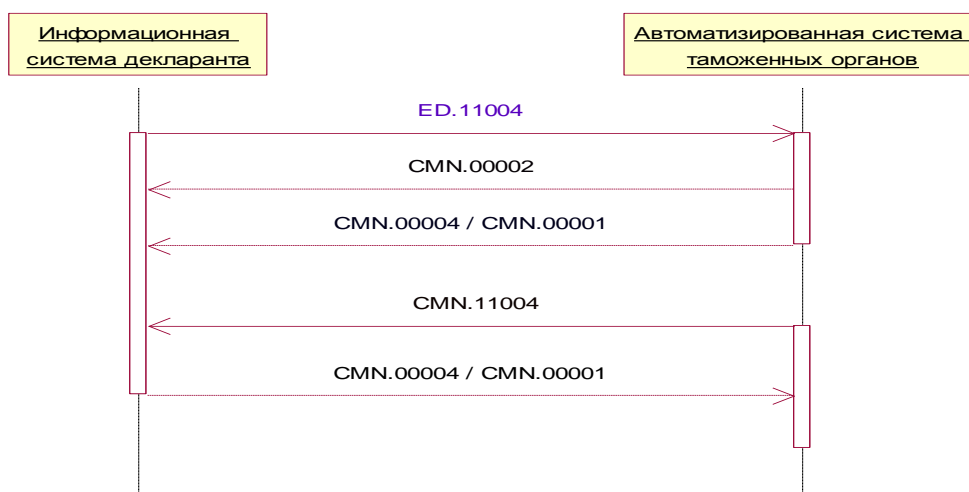 Информационная
система декларанта
Автоматизированная система
таможенных органов
ED.11004
CMN.00002
CMN.00004 / CMN.00001
CMN.11004
CMN.00004 / CMN.00001